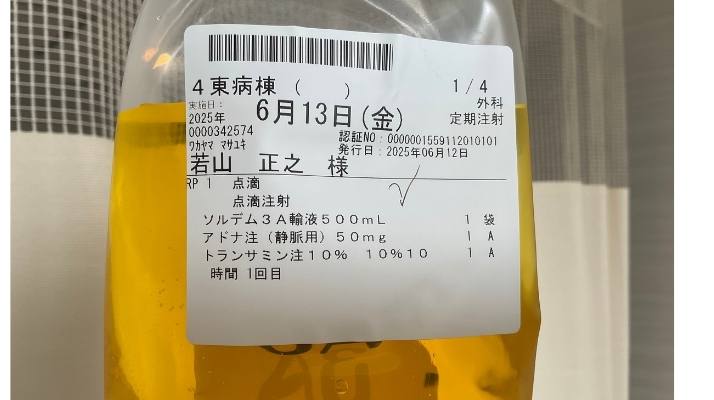 4東病棟 ( ) 1/4
外科
実施日:
2025年 6月13日(金) 定期注射
0000342574 認証NO:0000001559112010101
ワカヤマ マサユキ 発行日:2025年06月12日
若山 正之 様
RP 1 点滴
点滴注射
ソルデム3A輸液500mL 1 袋
アドナ注(静脈用)50mg 1 A
トランサミン注10% 10%10 1 A
時間 1回目
3A